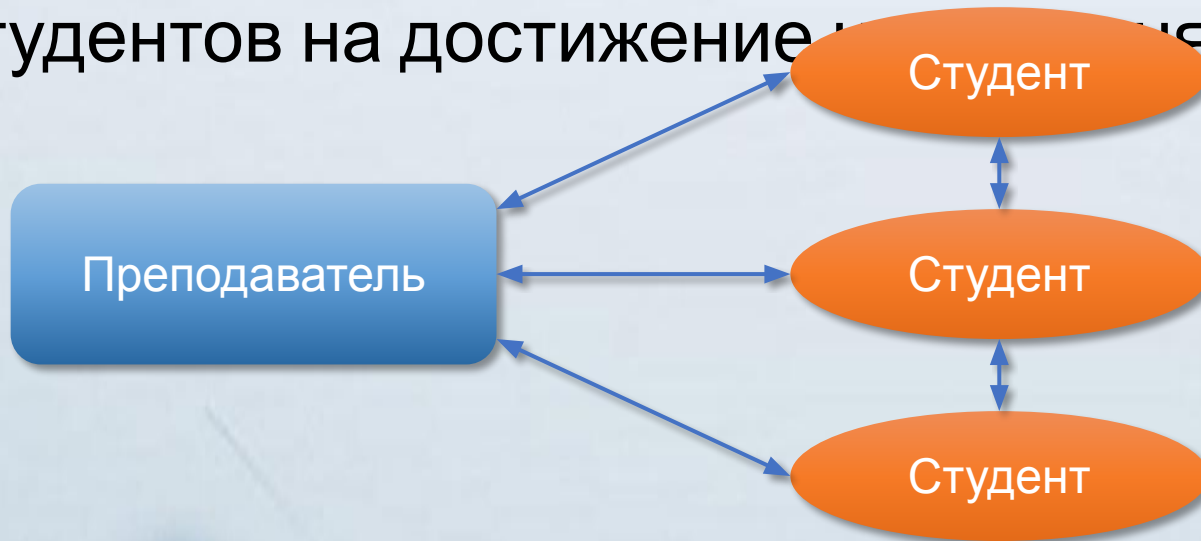 тудентов на достижение
Студент
Преподаватель
Студент
Студент